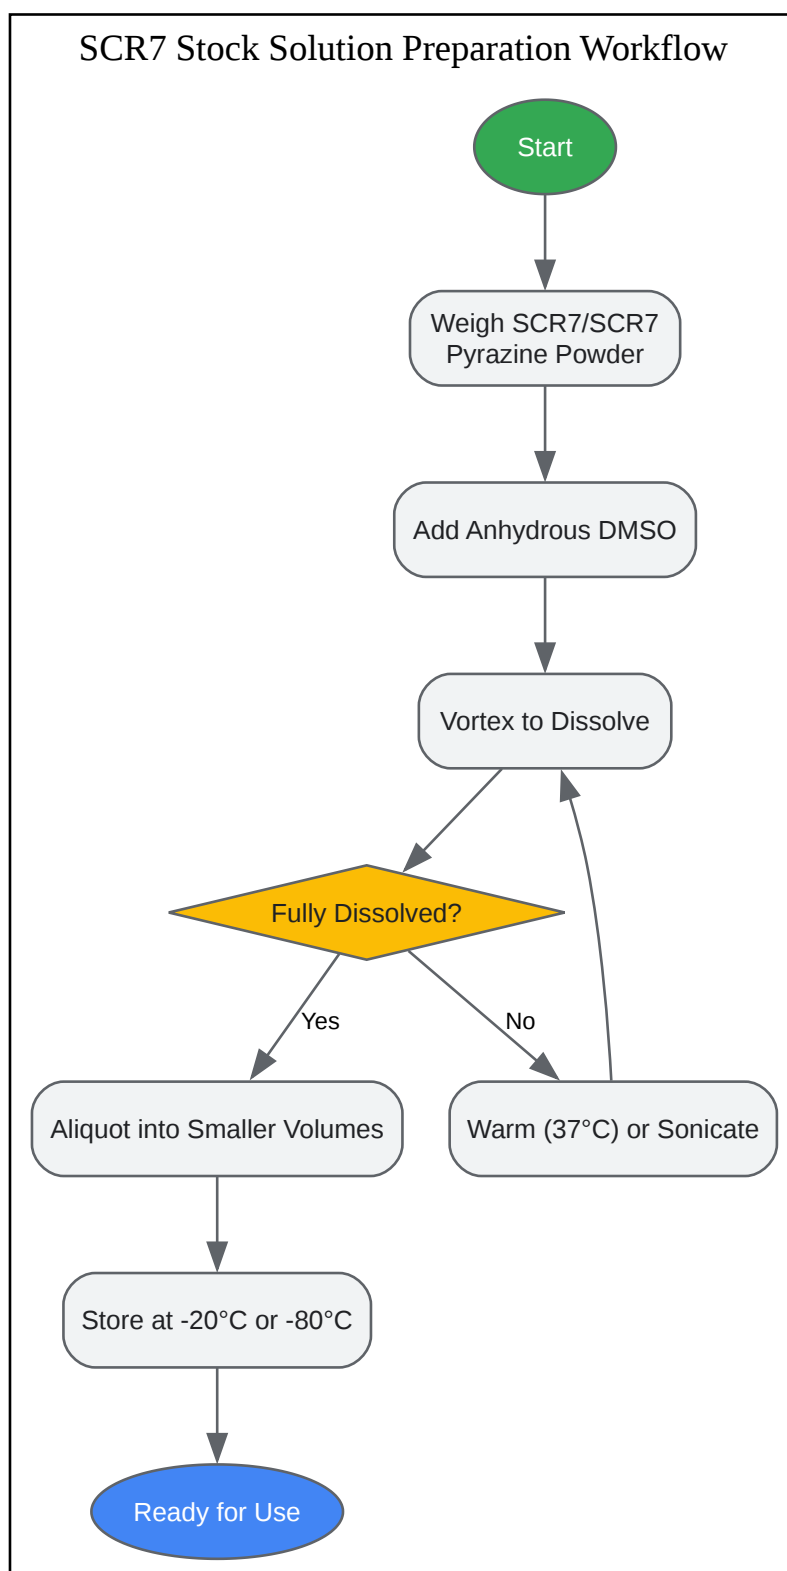 SCR7 Stock Solution Preparation Workflow
Start
Weigh SCR7/SCR7
Pyrazine Powder
Add Anhydrous DMSO
Vortex to Dissolve
Fully Dissolved?
Yes
No
Aliquot into Smaller Volumes
Warm (37°C) or Sonicate
Store at -20°C or -80°C
Ready for Use